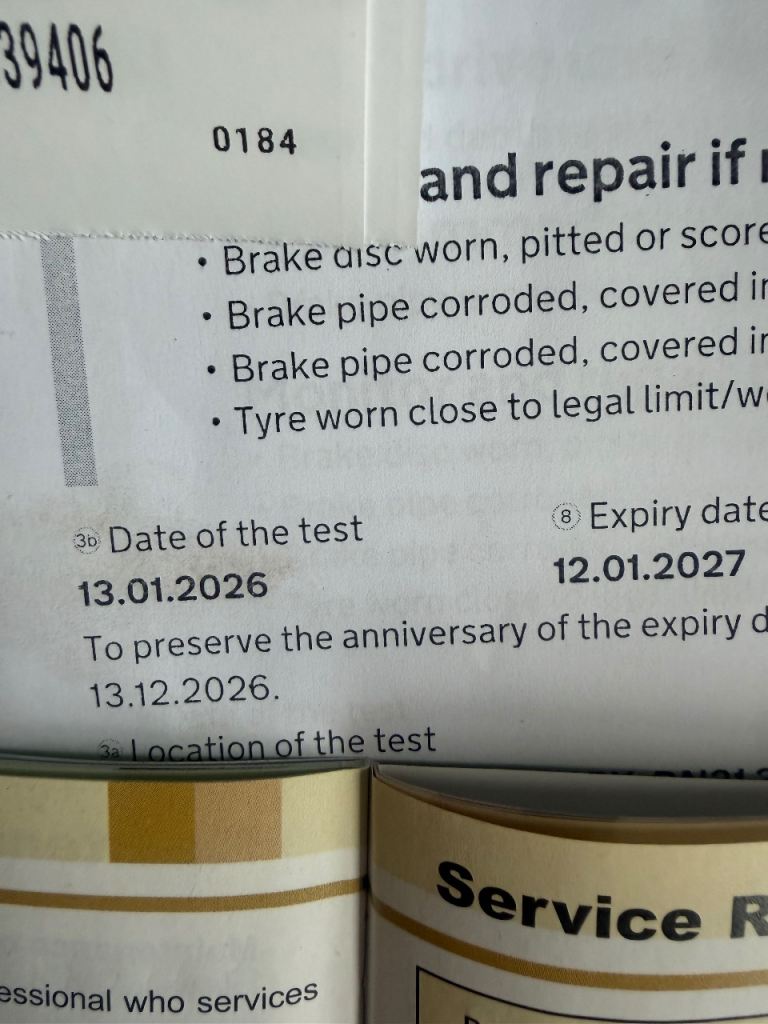 39406
0184
and repair if
• Brake disc worn, pitted or score
• Brake pipe corroded, covered in
• Brake pipe corroded, covered in
• Tyre worn close to legal limit/w
3b Date of the test
13.01.2026
8 Expiry date
12.01.2027
To preserve the anniversary of the expiry d
13.12.2026.
3a Location of the test
Service R
essional who services